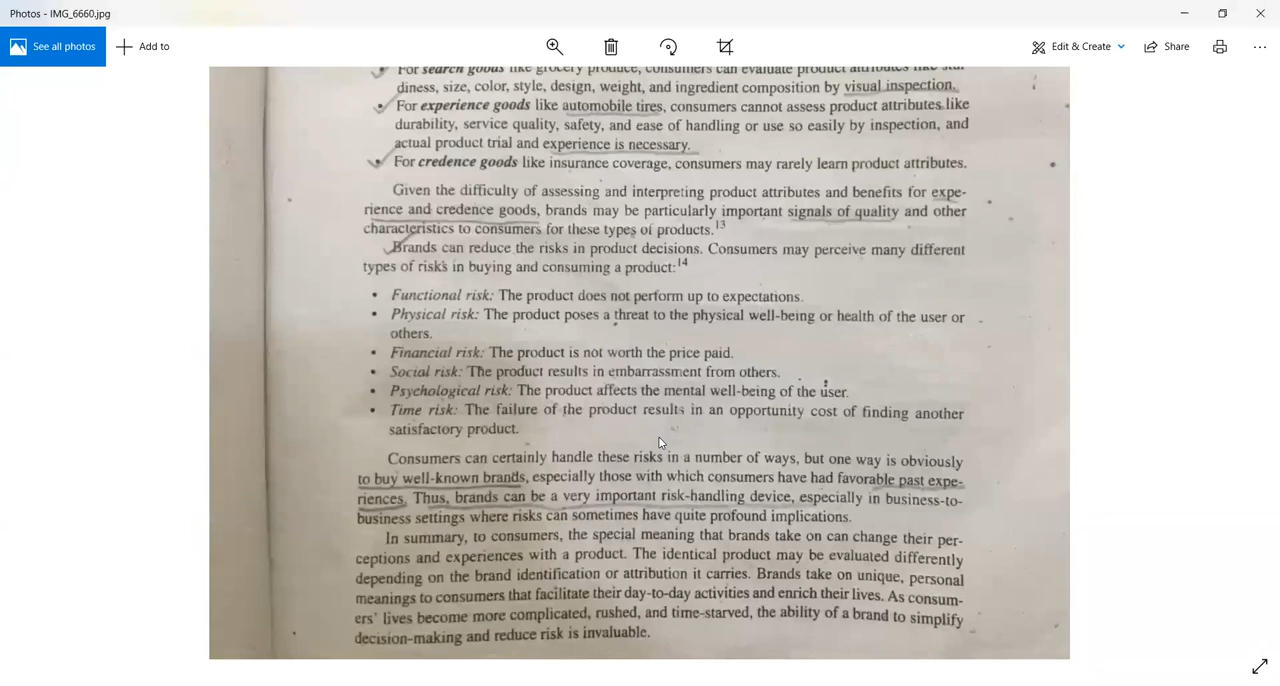 Photos - IMG_6660.jpg
See all photos
Add to
Edit & Create
Share
For search goods like grocery produce, consumers can evaluate product attributes like
diness, size, color, style, design, weight, and ingredient composition by visual inspection.
For experience goods like automobile tires, consumers cannot assess product attributes like
durability, service quality, safety, and ease of handling or use so easily by inspection, and
actual product trial and experience is necessary.
For credence goods like insurance coverage, consumers may rarely learn product attributes.
Given the difficulty of assessing and interpreting product attributes and benefits for expe-
rience and credence goods, brands may be particularly important signals of quality and other
characteristics to consumers for these types of products.13
Brands can reduce the risks in product decisions. Consumers may perceive many different
types of risks in buying and consuming a product:14
• Functional risk: The product does not perform up to expectations.
• Physical risk: The product poses a threat to the physical well-being or health of the user or
others.
• Financial risk: The product is not worth the price paid.
• Social risk: The product results in embarrassment from others.
• Psychological risk: The product affects the mental well-being of the user.
• Time risk: The failure of the product results in an opportunity cost of finding another
satisfactory product.
Consumers can certainly handle these risks in a number of ways, but one way is obviously
to buy well-known brands, especially those with which consumers have had favorable past expe-
riences. Thus, brands can be a very important risk-handling device, especially in business-to-
business settings where risks can sometimes have quite profound implications.
In summary, to consumers, the special meaning that brands take on can change their per-
ceptions and experiences with a product. The identical product may be evaluated differently
depending on the brand identification or attribution it carries. Brands take on unique, personal
meanings to consumers that facilitate their day-to-day activities and enrich their lives. As consum-
ers' lives become more complicated, rushed, and time-starved, the ability of a brand to simplify
decision-making and reduce risk is invaluable.